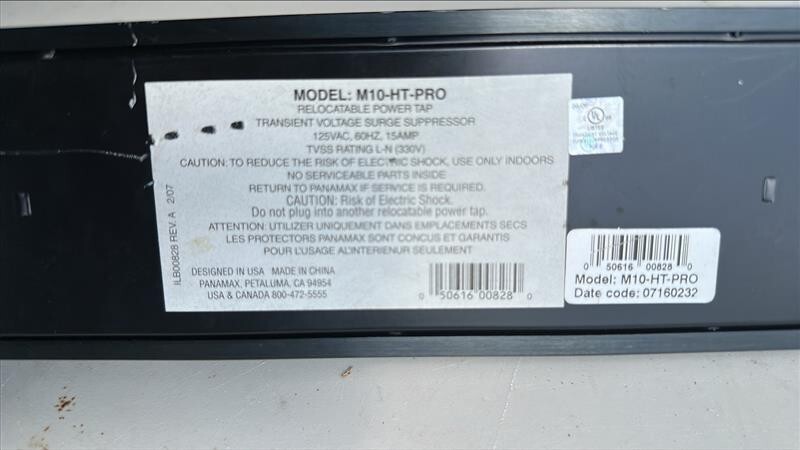 MODEL: M10-HT-PRO
RELOCATABLE POWER TAP
TRANSIENT VOLTAGE SURGE SUPPRESSOR
125VAC, 60HZ, 15AMP
TVSS RATING L-N (330V)
CAUTION: TO REDUCE THE RISK OF ELECTRIC SHOCK, USE ONLY INDOORS
NO SERVICEABLE PARTS INSIDE
RETURN TO PANAMAX IF SERVICE IS REQUIRED.
CAUTION: Risk of Electric Shock.
Do not plug into another relocatable power tap.
ATTENTION: UTILIZER UNIQUEMENT DANS EMPLACEMENTS SECS
LES PROTECTORS PANAMAX SONT CONCUS ET GARANTIS
POUR L'USAGE A L'INTERIENUR SEULEMENT
DESIGNED IN USA MADE IN CHINA
PANAMAX, PETALUMA, CA 94954
USA & CANADA 800-472-5555
0 50616 00828 0
ILB00828 REV. A 2/07
UL
LISTED
0 50616 00828 0
Model: M10-HT-PRO
Date code: 07160232